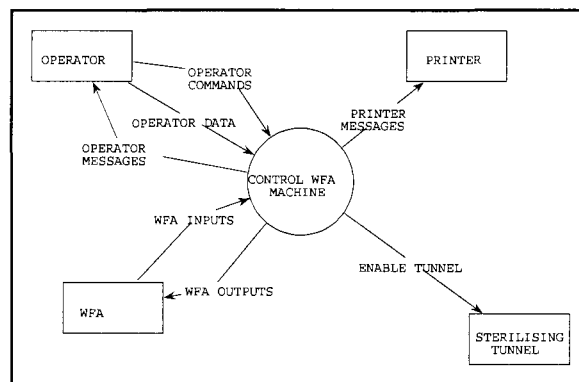 OPERATOR
PRINTER
OPERATOR
COMMANDS
PRINTER
MESSAGES
OPERATOR DATA
OPERATOR
MESSAGES
CONTROL WFA
MACHINE
WFA INPUTS
ENABLE TUNNEL
WFA OUTPUTS
WFA
STERILISING
TUNNEL